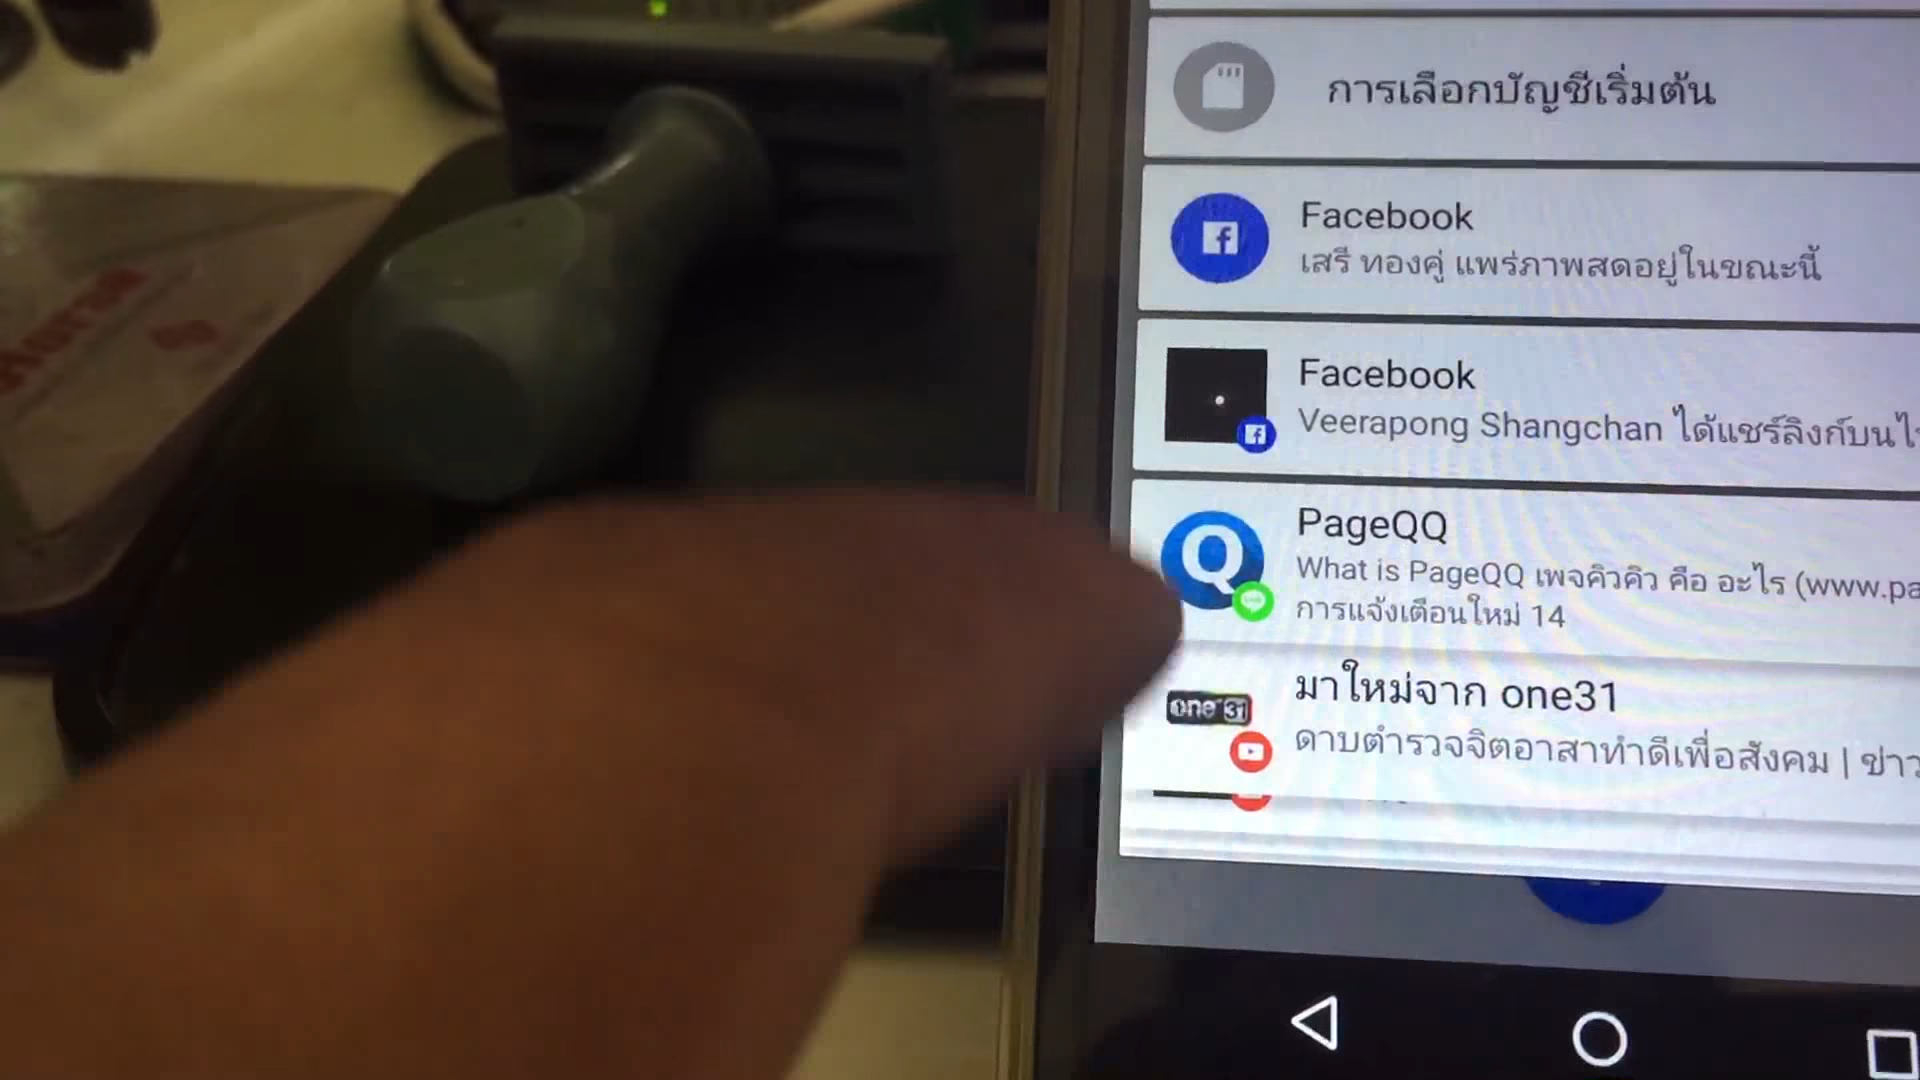 การเลือกบัญชีเริ่มต้น
Facebook
เสรี ทองคู่ แพร่ภาพสดอยู่ในขณะนี้
Facebook
Veerapong Shangchan ได้แชร์ลิงก์บนไ
PageQQ
What is PageQQ เพจคิวคิว คือ อะไร (www.pa
การแจ้งเตือนใหม่ 14
มาใหม่จาก one31
one 31
ดาบตำรวจจิตอาสาทำดีเพื่อสังคม | ข่าว